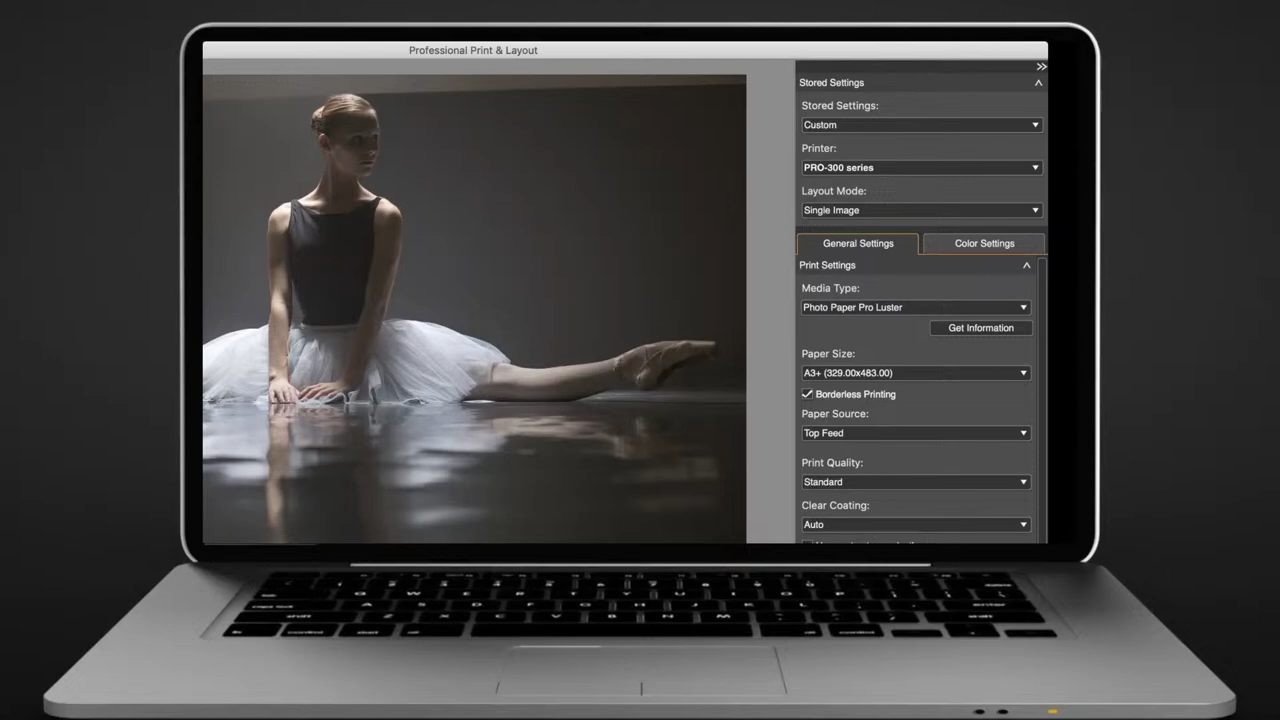 Professional Print & Layout
Stored Settings
Stored Settings:
Custom
Printer:
PRO-300 series
Layout Mode:
Single Image
General Settings
Color Settings
Print Settings
Media Type:
Photo Paper Pro Luster
Get Information
Paper Size:
A3+ (329.00x483.00)
Borderless Printing
Paper Source:
Top Feed
Print Quality:
Standard
Clear Coating:
Auto